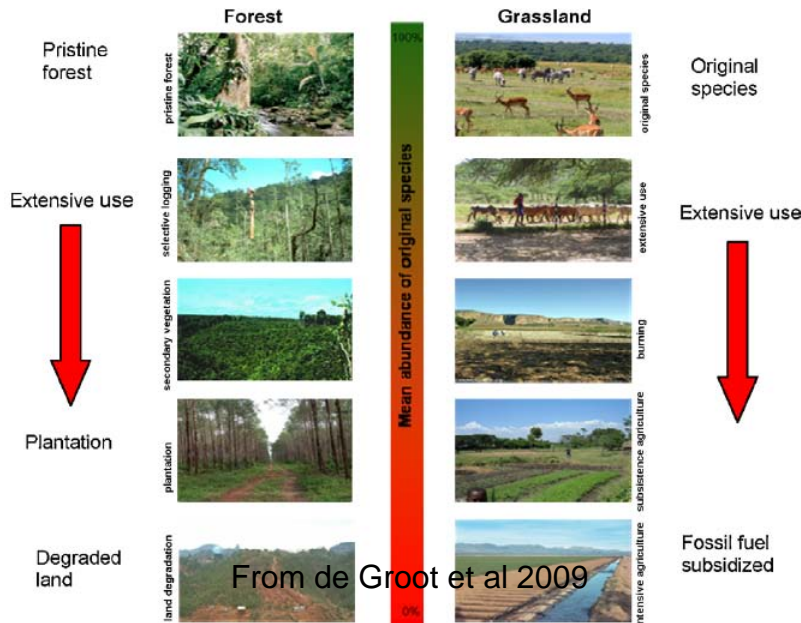 Forest
Grassland
Pristine
forest
pristine forest
100%
original species
Original
species
Extensive use
selective logging
Mean abundance of original species
extensive use
Extensive use
secondary vegetation
burning
Plantation
plantation
subsistence agriculture
Degraded
land
land degradation
From de Groot et al 2009
0%
intensive agriculture
Fossil fuel
subsidized